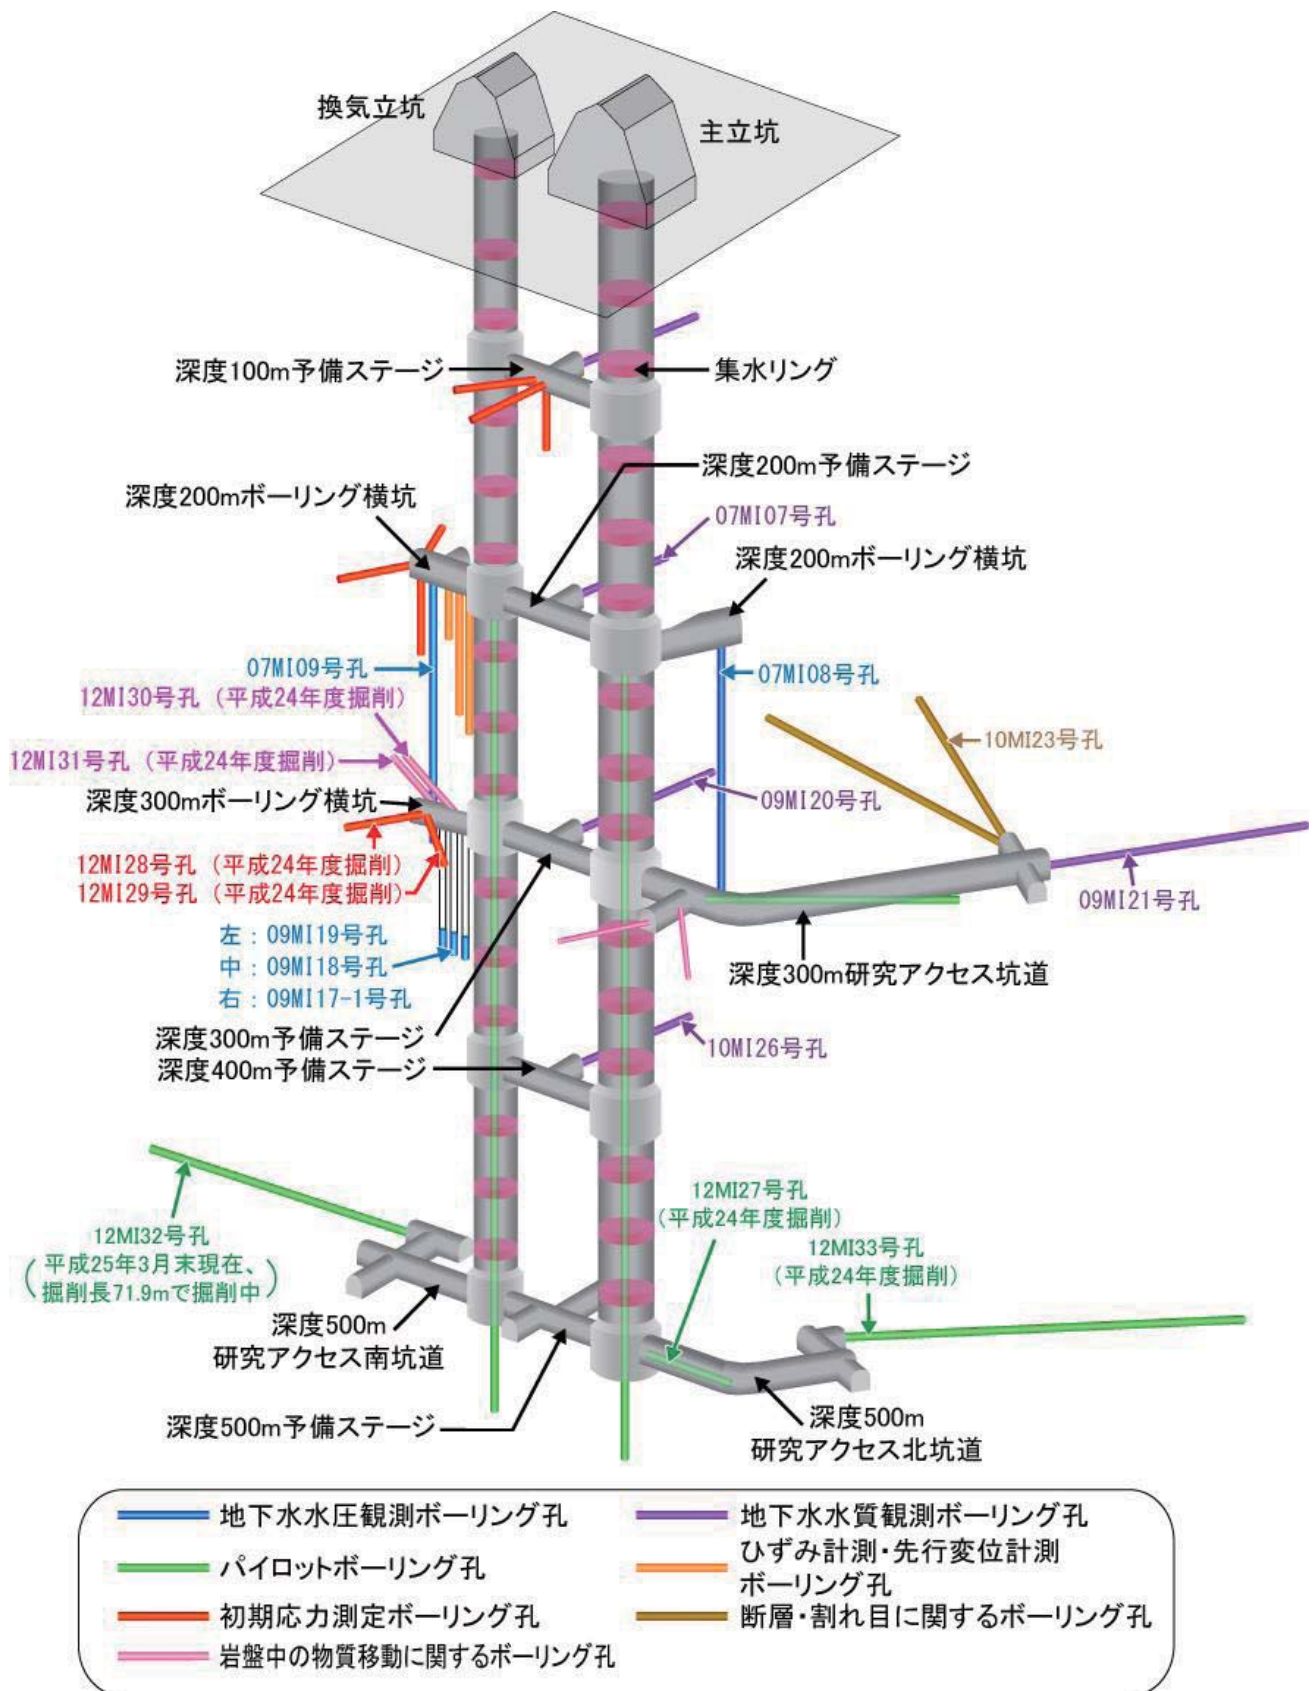 換気立坑
主立坑
深度100m予備ステージ
集水リング
深度200m予備ステージ
深度200mボーリング横坑
07MI07号孔
深度200mボーリング横坑
07MI09号孔
07MI08号孔
12MI30号孔（平成24年度掘削）
10MI23号孔
12MI31号孔（平成24年度掘削）
深度300mボーリング横坑
09MI20号孔
12MI28号孔（平成24年度掘削）
12MI29号孔（平成24年度掘削）
09MI21号孔
左：09MI19号孔
中：09MI18号孔
右：09MI17-1号孔
深度300m研究アクセス坑道
深度300m予備ステージ
10MI26号孔
深度400m予備ステージ
12MI27号孔
（平成24年度掘削）
12MI32号孔
（平成25年3月末現在、
掘削長71.9mで掘削中）
12MI33号孔
（平成24年度掘削）
深度500m
研究アクセス南坑道
深度500m予備ステージ
深度500m
研究アクセス北坑道
地下水水圧観測ボーリング孔
地下水水質観測ボーリング孔
パイロットボーリング孔
ひずみ計測・先行変位計測
ボーリング孔
初期応力測定ボーリング孔
断層・割れ目に関するボーリング孔
岩盤中の物質移動に関するボーリング孔